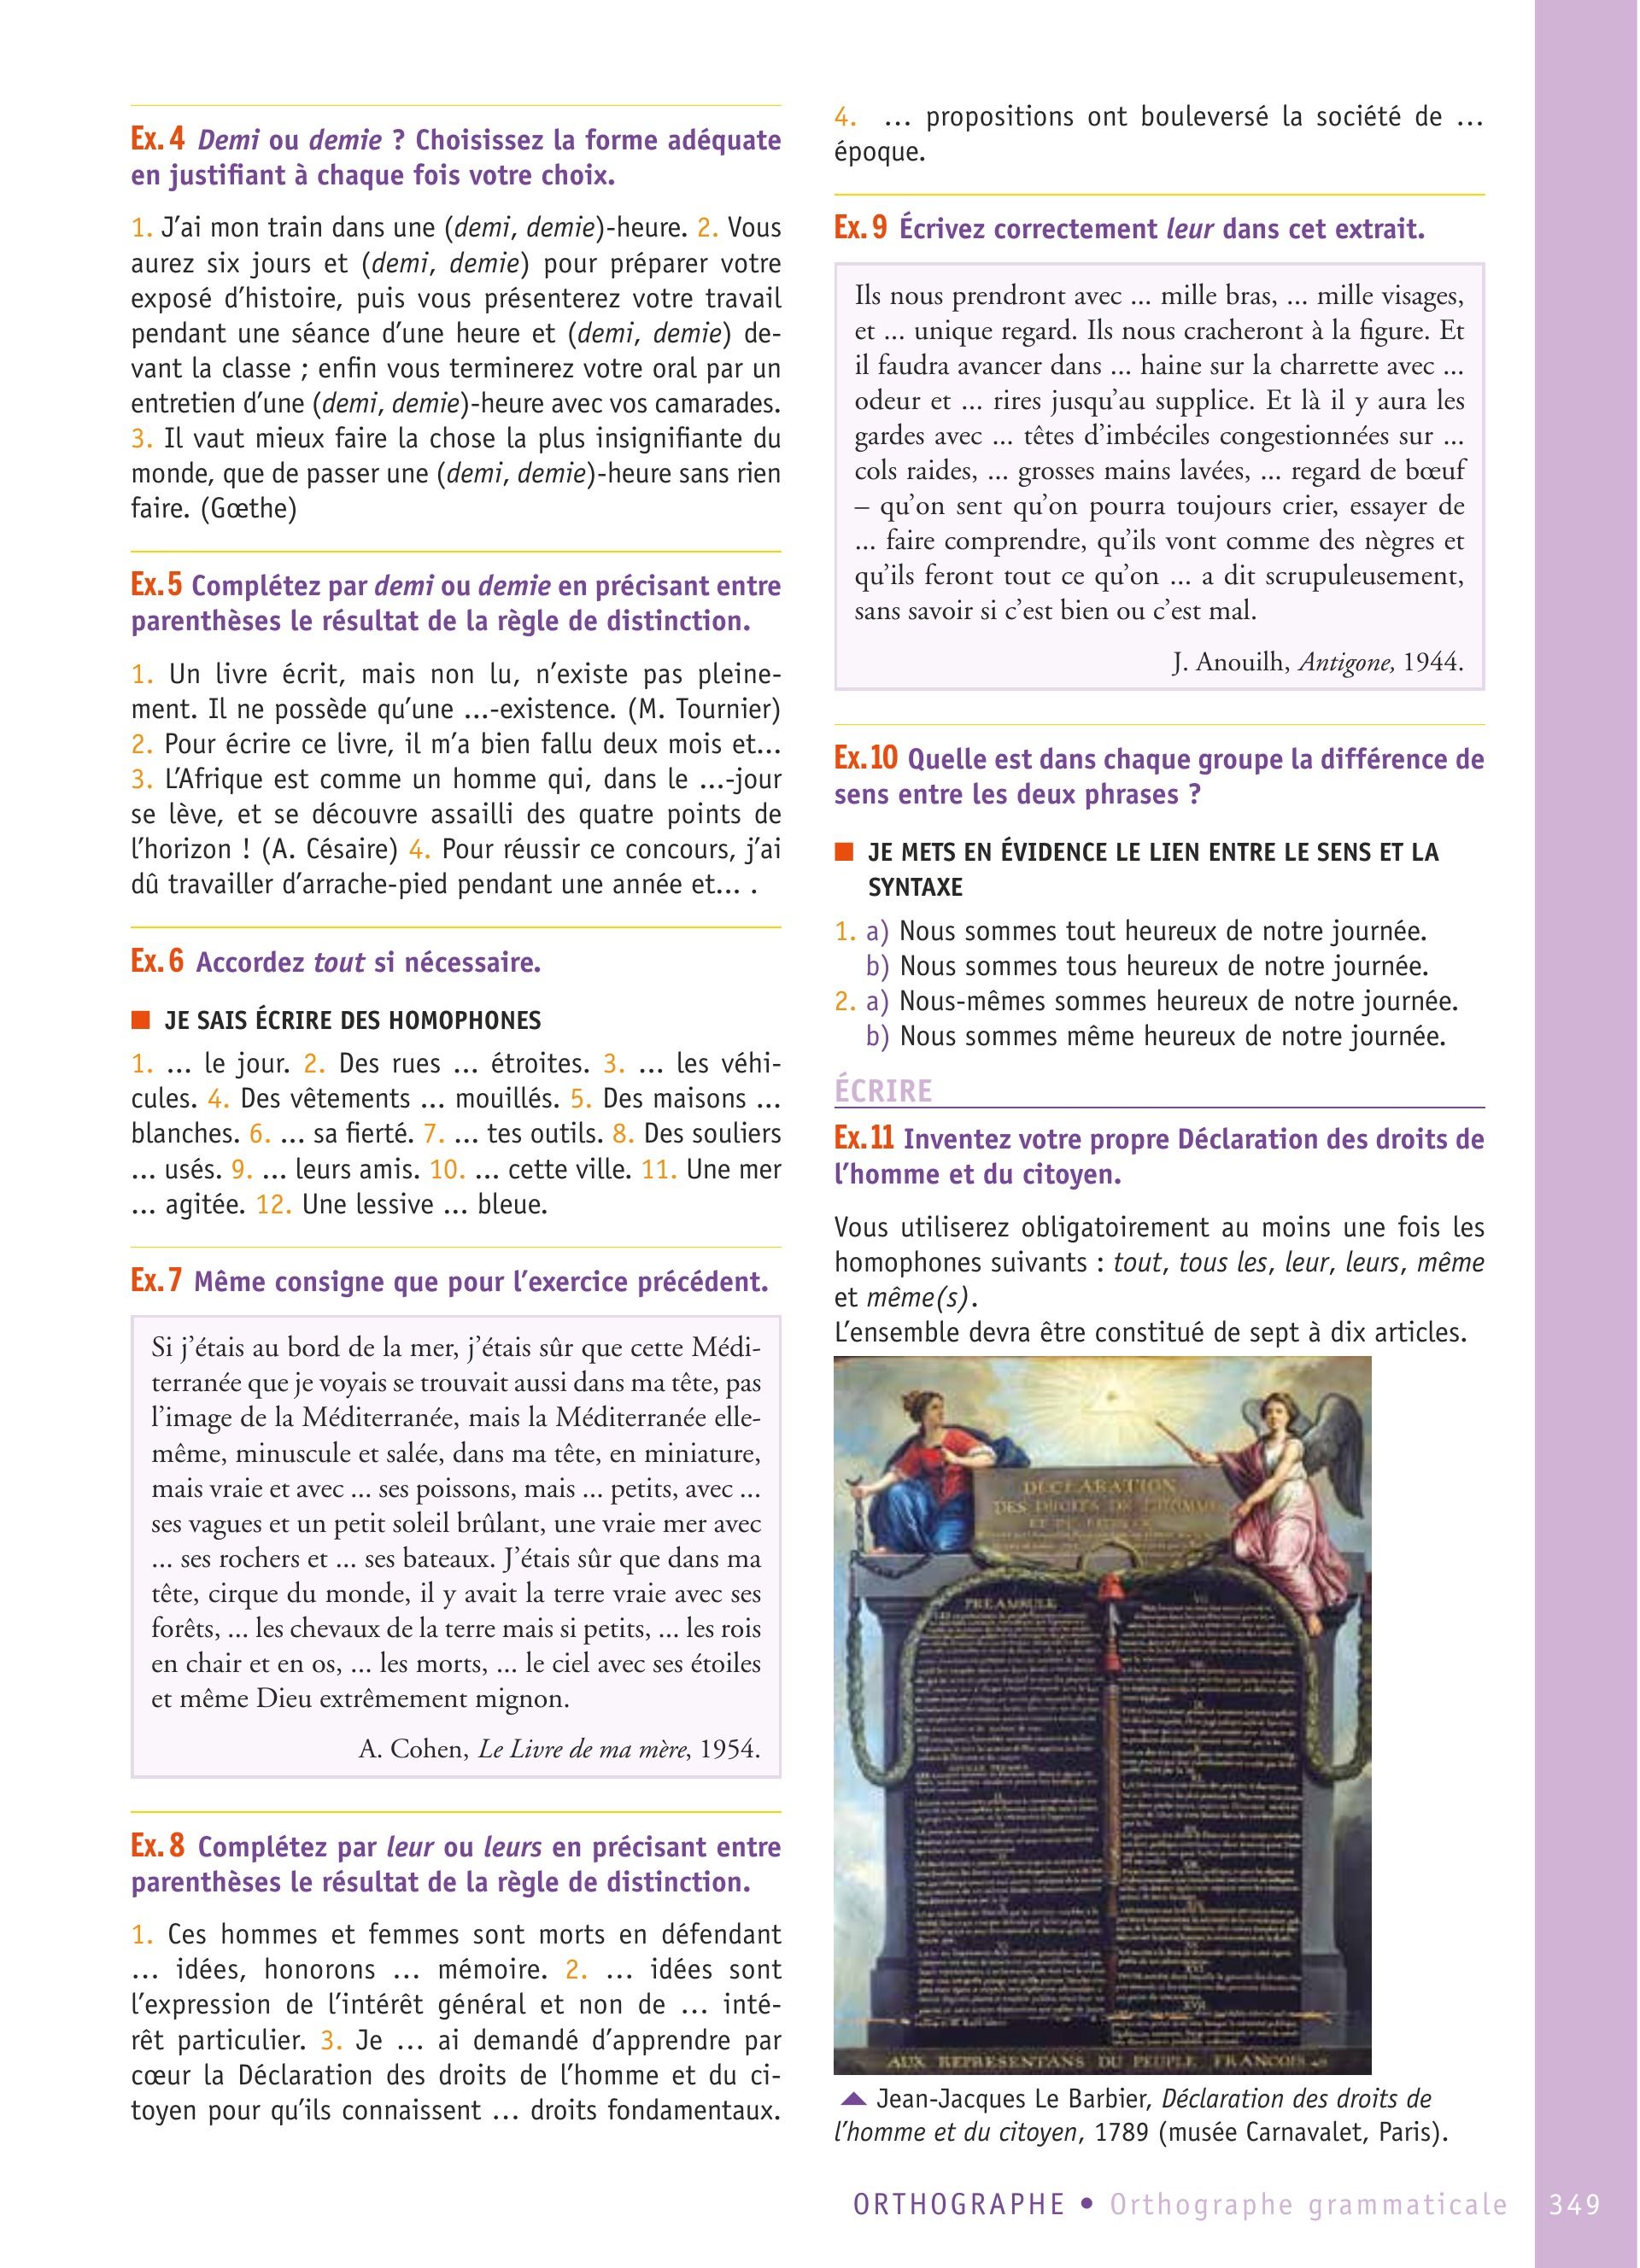 Ex. 4 Demi ou demie ? Choisissez la forme adéquate
en justifiant à chaque fois votre choix.
1. J’ai mon train dans une (demi, demie)-heure. 2. Vous
aurez six jours et (demi, demie) pour préparer votre
exposé d’histoire, puis vous présenterez votre travail
pendant une séance d’une heure et (demi, demie) de-
vant la classe ; enfin vous terminerez votre oral par un
entretien d’une (demi, demie)-heure avec vos camarades.
3. Il vaut mieux faire la chose la plus insignifiante du
monde, que de passer une (demi, demie)-heure sans rien
faire. (Gœthe)
Ex. 5 Complétez par demi ou demie en précisant entre
parenthèses le résultat de la règle de distinction.
1. Un livre écrit, mais non lu, n’existe pas pleine-
ment. Il ne possède qu’une ...-existence. (M. Tournier)
2. Pour écrire ce livre, il m’a bien fallu deux mois et...
3. L’Afrique est comme un homme qui, dans le ...-jour
se lève, et se découvre assailli des quatre points de
l’horizon ! (A. Césaire) 4. Pour réussir ce concours, j’ai
dû travailler d’arrache-pied pendant une année et... .
Ex. 6 Accordez tout si nécessaire.
■ JE SAIS ÉCRIRE DES HOMOPHONES
1. ... le jour. 2. Des rues ... étroites. 3. ... les véhi-
cules. 4. Des vêtements ... mouillés. 5. Des maisons ...
blanches. 6. ... sa fierté. 7. ... tes outils. 8. Des souliers
... usés. 9. ... leurs amis. 10. ... cette ville. 11. Une mer
... agitée. 12. Une lessive ... bleue.
Ex. 7 Même consigne que pour l’exercice précédent.
Si j’étais au bord de la mer, j’étais sûr que cette Médi-
terranée que je voyais se trouvait aussi dans ma tête, pas
l’image de la Méditerranée, mais la Méditerranée elle-
même, minuscule et salée, dans ma tête, en miniature,
mais vraie et avec ... ses poissons, mais ... petits, avec ...
ses vagues et un petit soleil brûlant, une vraie mer avec
... ses rochers et ... ses bateaux. J’étais sûr que dans ma
tête, cirque du monde, il y avait la terre vraie avec ses
forêts, ... les chevaux de la terre mais si petits, ... les rois
en chair et en os, ... les morts, ... le ciel avec ses étoiles
et même Dieu extrêmement mignon.
A. Cohen, Le Livre de ma mère, 1954.
Ex. 8 Complétez par leur ou leurs en précisant entre
parenthèses le résultat de la règle de distinction.
1. Ces hommes et femmes sont morts en défendant
... idées, honorons ... mémoire. 2. ... idées sont
l’expression de l’intérêt général et non de ... inté-
rêt particulier. 3. Je ... ai demandé d’apprendre par
cœur la Déclaration des droits de l’homme et du ci-
toyen pour qu’ils connaissent ... droits fondamentaux.
4. ... propositions ont bouleversé la société de ...
époque.
Ex. 9 Écrivez correctement leur dans cet extrait.
Ils nous prendront avec ... mille bras, ... mille visages,
et ... unique regard. Ils nous cracheront à la figure. Et
il faudra avancer dans ... haine sur la charrette avec ...
odeur et ... rires jusqu’au supplice. Et là il y aura les
gardes avec ... têtes d’imbéciles congestionnées sur ...
cols raides, ... grosses mains lavées, ... regard de bœuf
– qu’on sent qu’on pourra toujours crier, essayer de
... faire comprendre, qu’ils vont comme des nègres et
qu’ils feront tout ce qu’on ... a dit scrupuleusement,
sans savoir si c’est bien ou c’est mal.
J. Anouilh, Antigone, 1944.
Ex. 10 Quelle est dans chaque groupe la différence de
sens entre les deux phrases ?
■ JE METS EN ÉVIDENCE LE LIEN ENTRE LE SENS ET LA
SYNTAXE
1. a) Nous sommes tout heureux de notre journée.
b) Nous sommes tous heureux de notre journée.
2. a) Nous-mêmes sommes heureux de notre journée.
b) Nous sommes même heureux de notre journée.
ÉCRIRE
Ex. 11 Inventez votre propre Déclaration des droits de
l’homme et du citoyen.
Vous utiliserez obligatoirement au moins une fois les
homophones suivants : tout, tous les, leur, leurs, même
et même(s).
L’ensemble devra être constitué de sept à dix articles.
DÉCLARATION
DES DROITS DE L'HOMME
PREAMBULE
AUX REPRESENTANS DU PEUPLE FRANCOIS
Jean-Jacques Le Barbier, Déclaration des droits de
l’homme et du citoyen, 1789 (musée Carnavalet, Paris).
ORTHOGRAPHE • Orthographe grammaticale 349